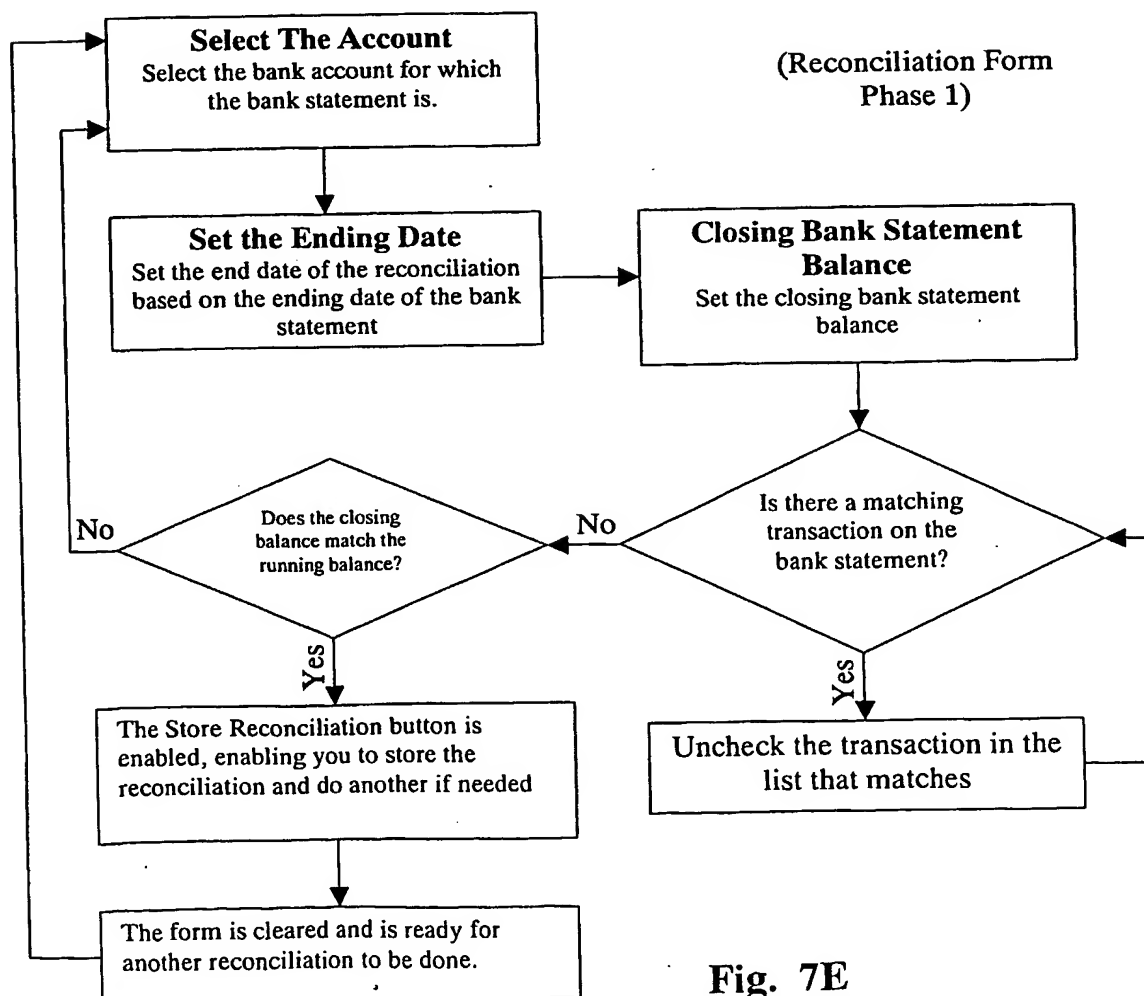 Select The Account
Select the bank account for which
the bank statement is.
(Reconciliation Form
Phase 1)
Set the Ending Date
Set the end date of the reconciliation
based on the ending date of the bank
statement
Closing Bank Statement
Balance
Set the closing bank statement
balance
Is there a matching
transaction on the
bank statement?
No
Does the closing
balance match the
running balance?
No
Yes
Yes
The Store Reconciliation button is
enabled, enabling you to store the
reconciliation and do another if needed
Uncheck the transaction in the
list that matches
The form is cleared and is ready for
another reconciliation to be done.
Fig. 7E